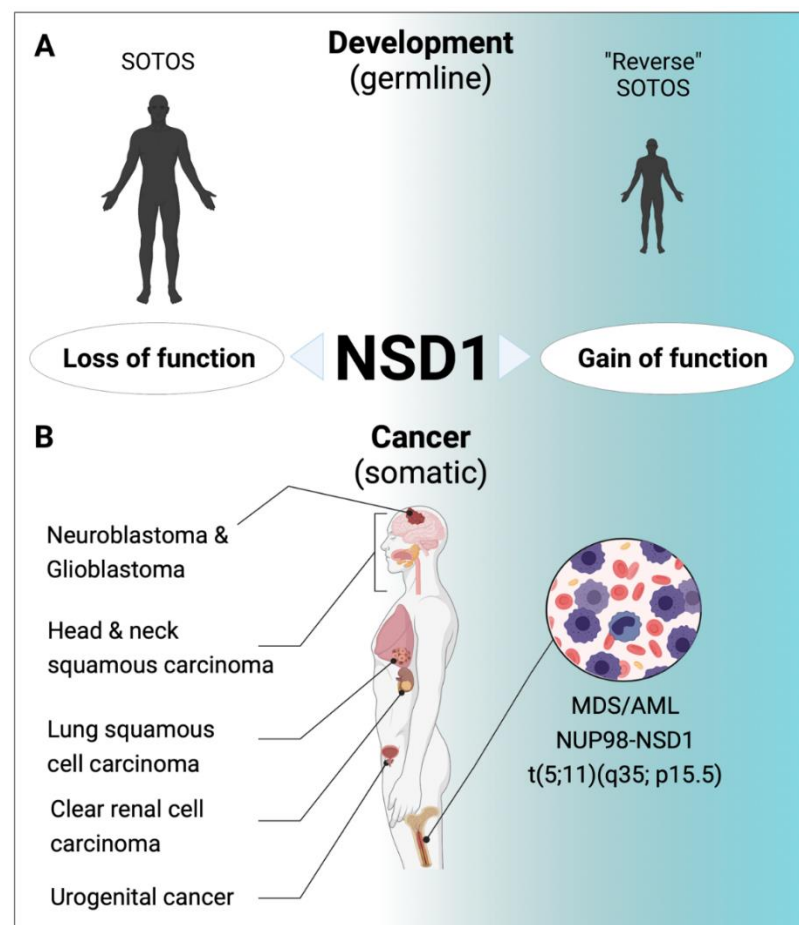 A
SOTOS
Development
(germline)
"Reverse"
SOTOS
Loss of function
NSD1
Gain of function
B
Cancer
(somatic)
Neuroblastoma &
Glioblastoma
Head & neck
squamous carcinoma
Lung squamous
cell carcinoma
Clear renal cell
carcinoma
Urogenital cancer
MDS/AML
NUP98-NSD1
t(5;11)(q35; p15.5)